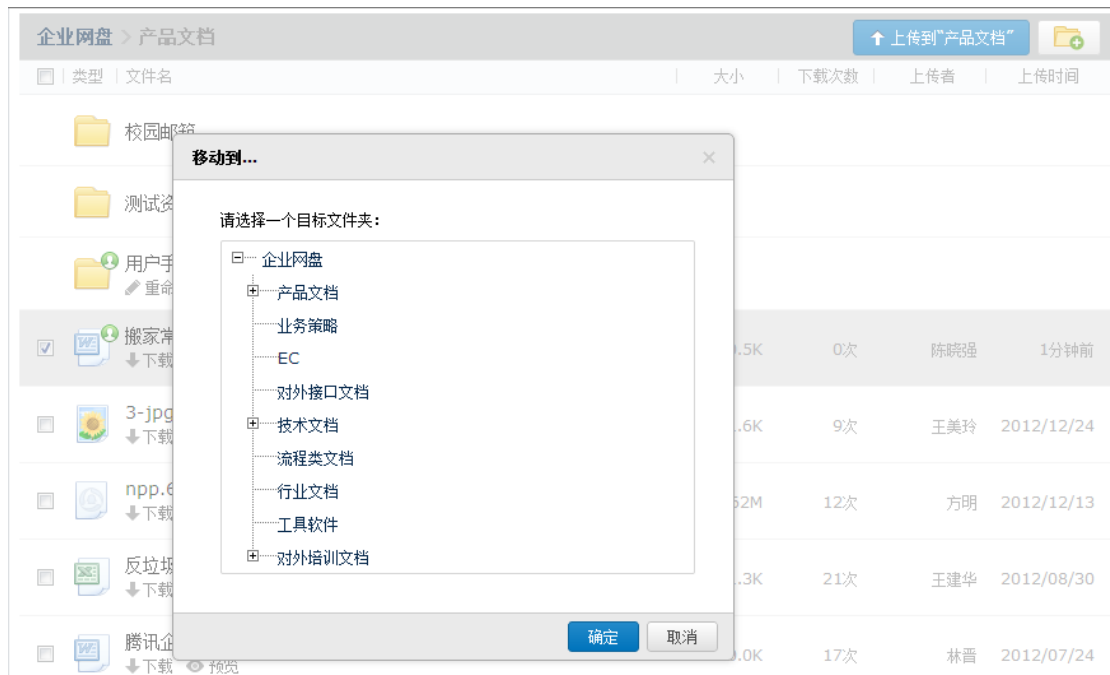 企业网盘 > 产品文档
上传到"产品文档"
类型 文件名 大小 下载次数 上传者 上传时间
校园邮箱
移动到...
测试资
请选择一个目标文件夹:
企业网盘
用户手
产品文档
重命
业务策略
搬家常
下载
EC
.5K 0次 陈晓强 1分钟前
对外接口文档
3-jpg
下载
技术文档
.6K 9次 王美玲 2012/12/24
流程类文档
npp.6
下载
行业文档
52M 12次 方明 2012/12/13
工具软件
反垃圾
下载
对外培训文档
.3K 21次 王建华 2012/08/30
确定 取消
腾讯企
下载 预览
.0K 17次 林晋 2012/07/24